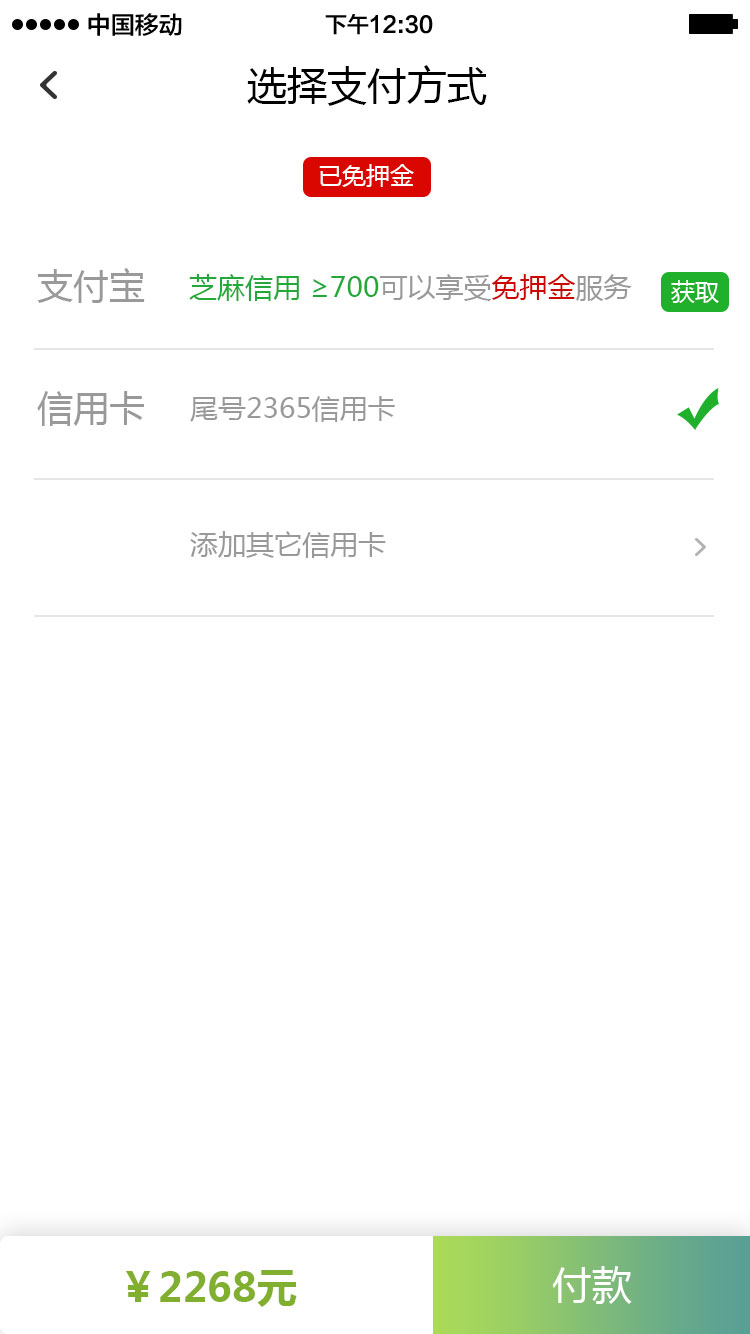 中国移动 下午12:30
选择支付方式
已免押金
支付宝 芝麻信用 ≥700可以享受免押金服务 获取
信用卡 尾号2365信用卡
添加其它信用卡
￥2268元 付款